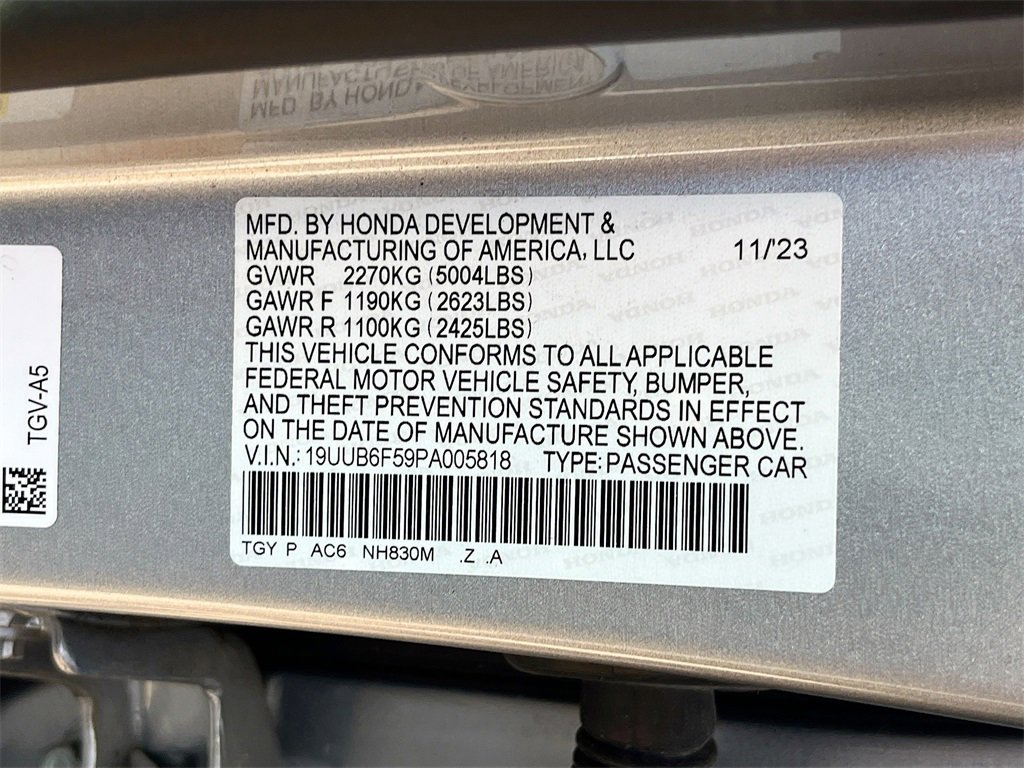 MFD. BY HONDA DEVELOPMENT &
MANUFACTURING OF AMERICA, LLC 11/'23
GVWR 2270KG (5004LBS)
GAWR F 1190KG (2623LBS)
GAWR R 1100KG (2425LBS)
THIS VEHICLE CONFORMS TO ALL APPLICABLE
FEDERAL MOTOR VEHICLE SAFETY, BUMPER,
AND THEFT PREVENTION STANDARDS IN EFFECT
ON THE DATE OF MANUFACTURE SHOWN ABOVE.
V.I.N.: 19UUB6F59PA005818 TYPE: PASSENGER CAR
TGY P AC6 NH830M .Z .A
TGV-A5